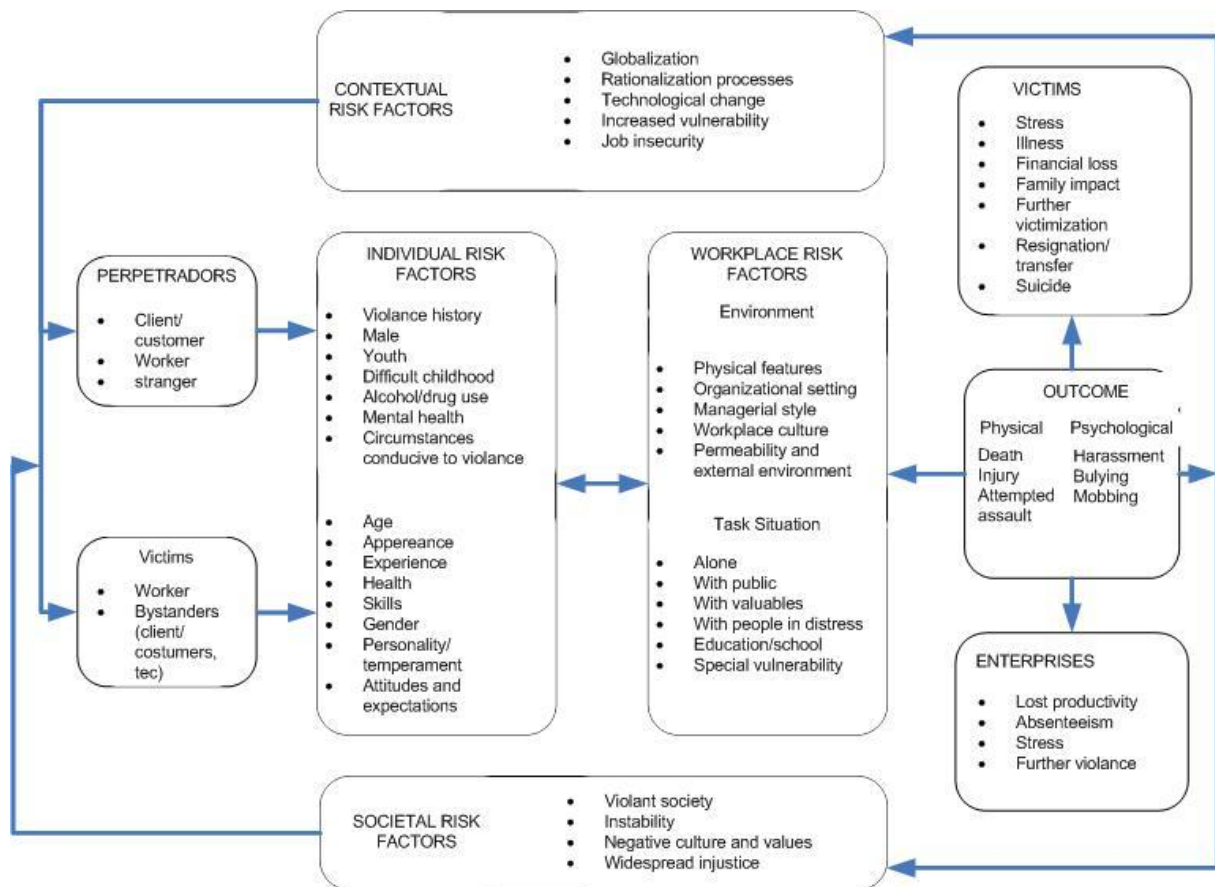 CONTEXTUAL
RISK FACTORS
• Globalization
• Rationalization processes
• Technological change
• Increased vulnerability
• Job insecurity
VICTIMS
• Stress
• Illness
• Financial loss
• Family impact
• Further
victimization
• Resignation/
transfer
• Suicide
PERPETRADORS
• Client/
customer
• Worker
• stranger
INDIVIDUAL RISK
FACTORS
• Violance history
• Male
• Youth
• Difficult childhood
• Alcohol/drug use
• Mental health
• Circumstances
conducive to violance
• Age
• Appereance
• Experience
• Health
• Skills
• Gender
• Personality/
temperament
• Attitudes and
expectations
WORKPLACE RISK
FACTORS
Environment
• Physical features
• Organizational setting
• Managerial style
• Workplace culture
• Permeability and
external environment
Task Situation
• Alone
• With public
• With valuables
• With people in distress
• Education/school
• Special vulnerability
OUTCOME
Physical
Death
Injury
Attempted
assault
Psychological
Harassment
Bulying
Mobbing
Victims
• Worker
• Bystanders
(client/
costumers,
tec)
ENTERPRISES
• Lost productivity
• Absenteeism
• Stress
• Further violance
SOCIETAL RISK
FACTORS
• Violant society
• Instability
• Negative culture and values
• Widespread injustice